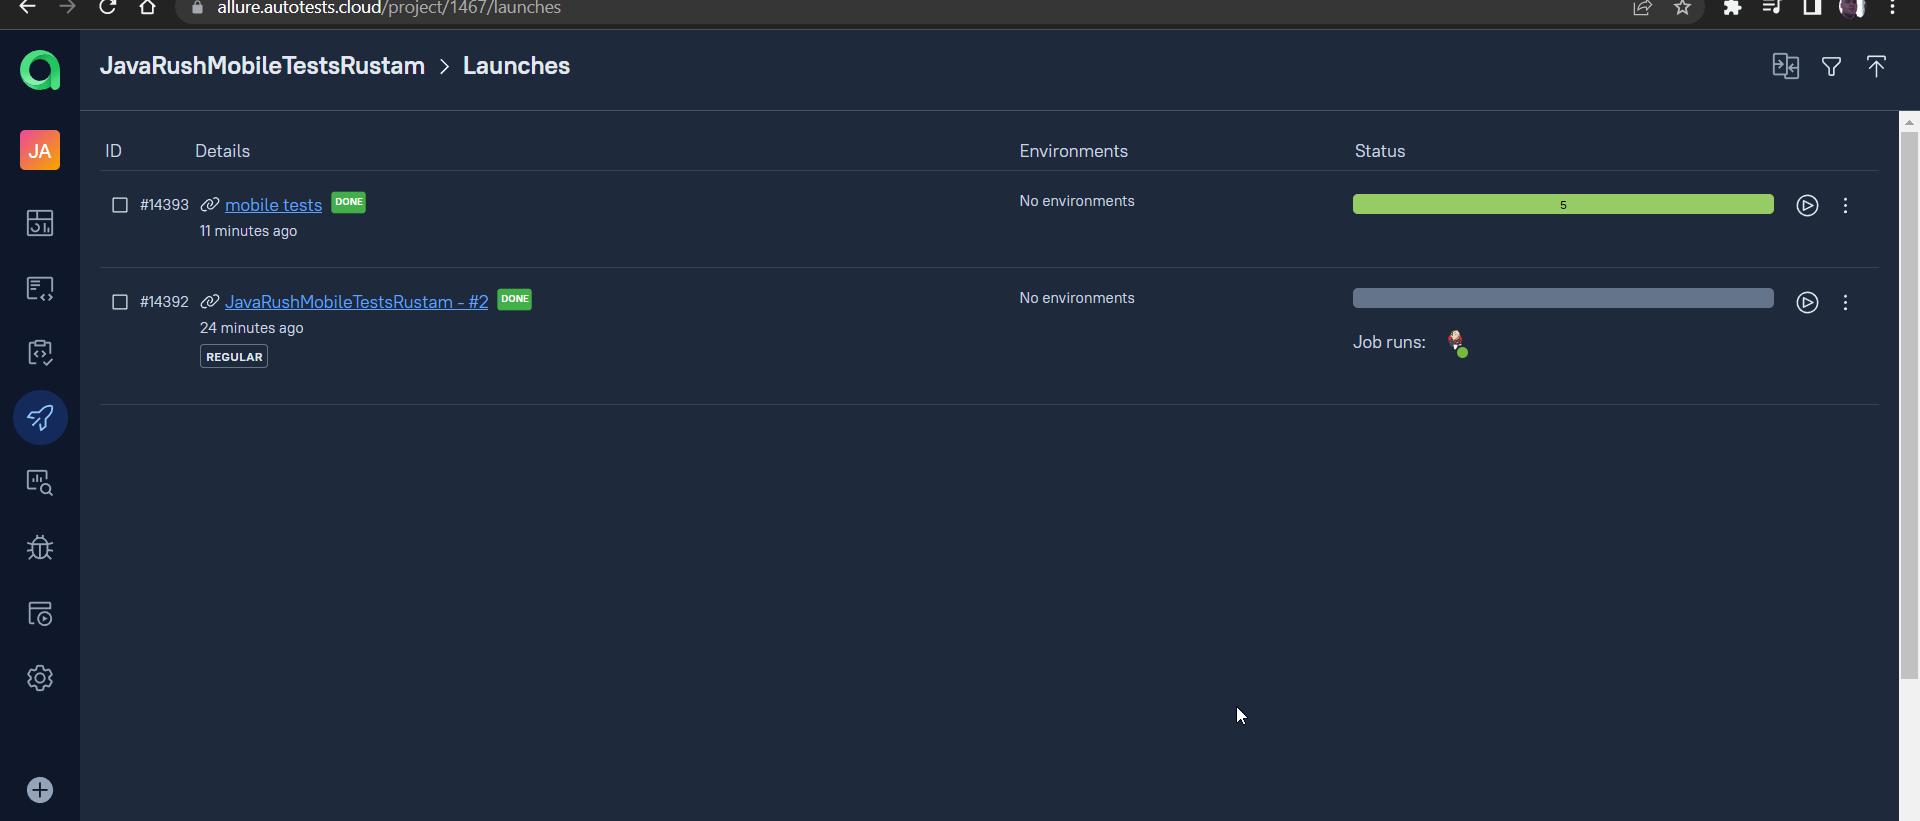 allure.autotests.cloud/project/1467/launches
JavaRushMobileTestsRustam > Launches
JA
ID Details Environments Status
#14393 mobile tests DONE No environments 5
11 minutes ago
#14392 JavaRushMobileTestsRustam - #2 DONE No environments
24 minutes ago
Job runs:
REGULAR